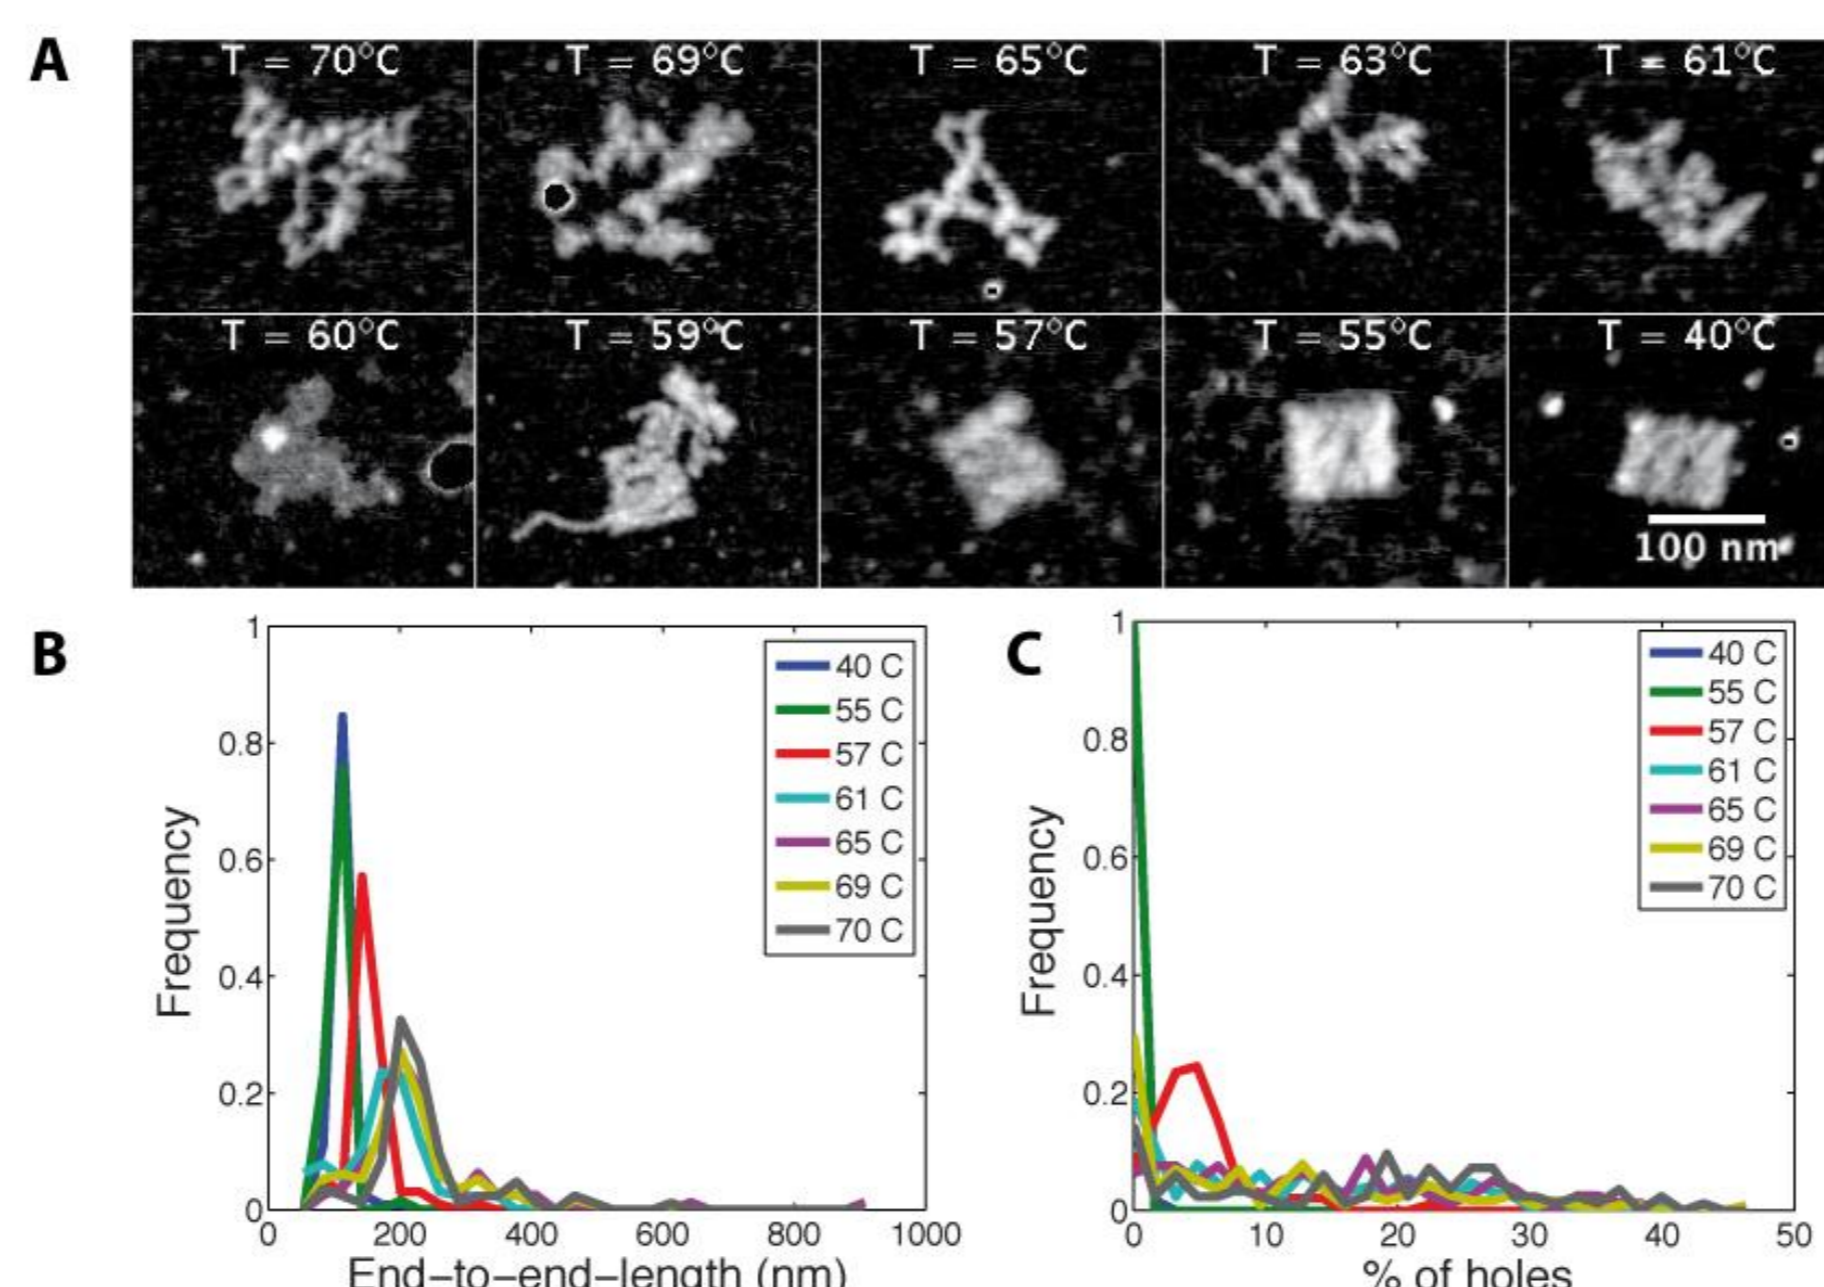 A
T = 70°C T = 69°C T = 65°C T = 63°C T = 61°C
T = 60°C T = 59°C T = 57°C T = 55°C T = 40°C
100 nm
B
1
0.8
0.6
0.4
0.2
0
0 200 400 600 800 1000
Frequency
End-to-end-length (nm)
40 C
55 C
57 C
61 C
65 C
69 C
70 C
C
1
0.8
0.6
0.4
0.2
0
0 10 20 30 40 50
Frequency
% of holes
40 C
55 C
57 C
61 C
65 C
69 C
70 C